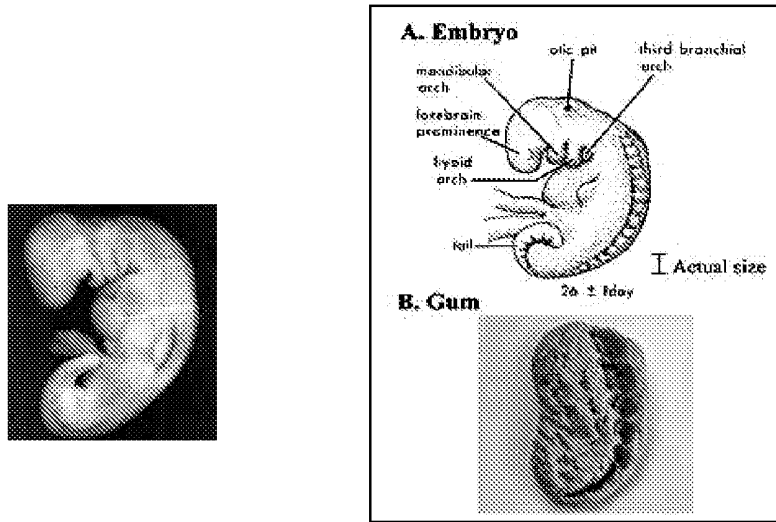 A. Embryo
otic pit
third branchial
arch
mandibular
arch
forebrain
prominence
hyoid
arch
tail
Actual size
26 ± 1day
B. Gum